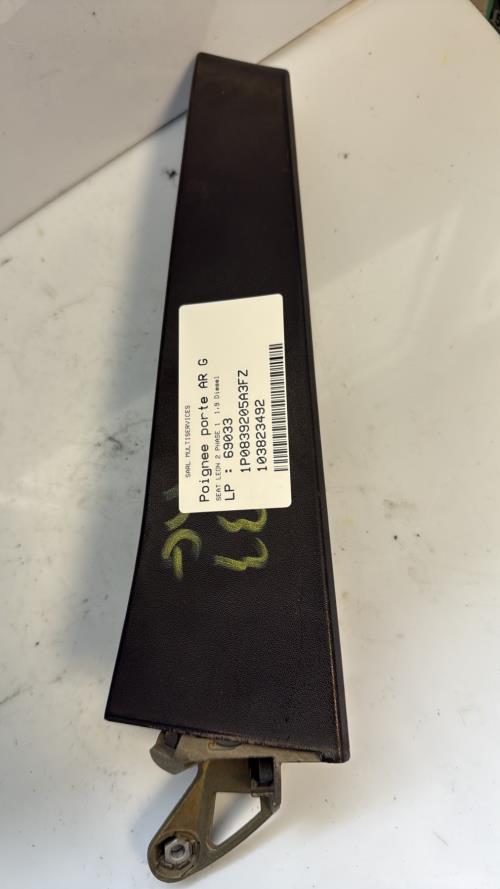 SARL MULTISERVICES
Poignee porte AR G
SEAT LEON 2 PHASE 1 1.9 Diesel
LP : 69033
1P0839205A3FZ
103823492